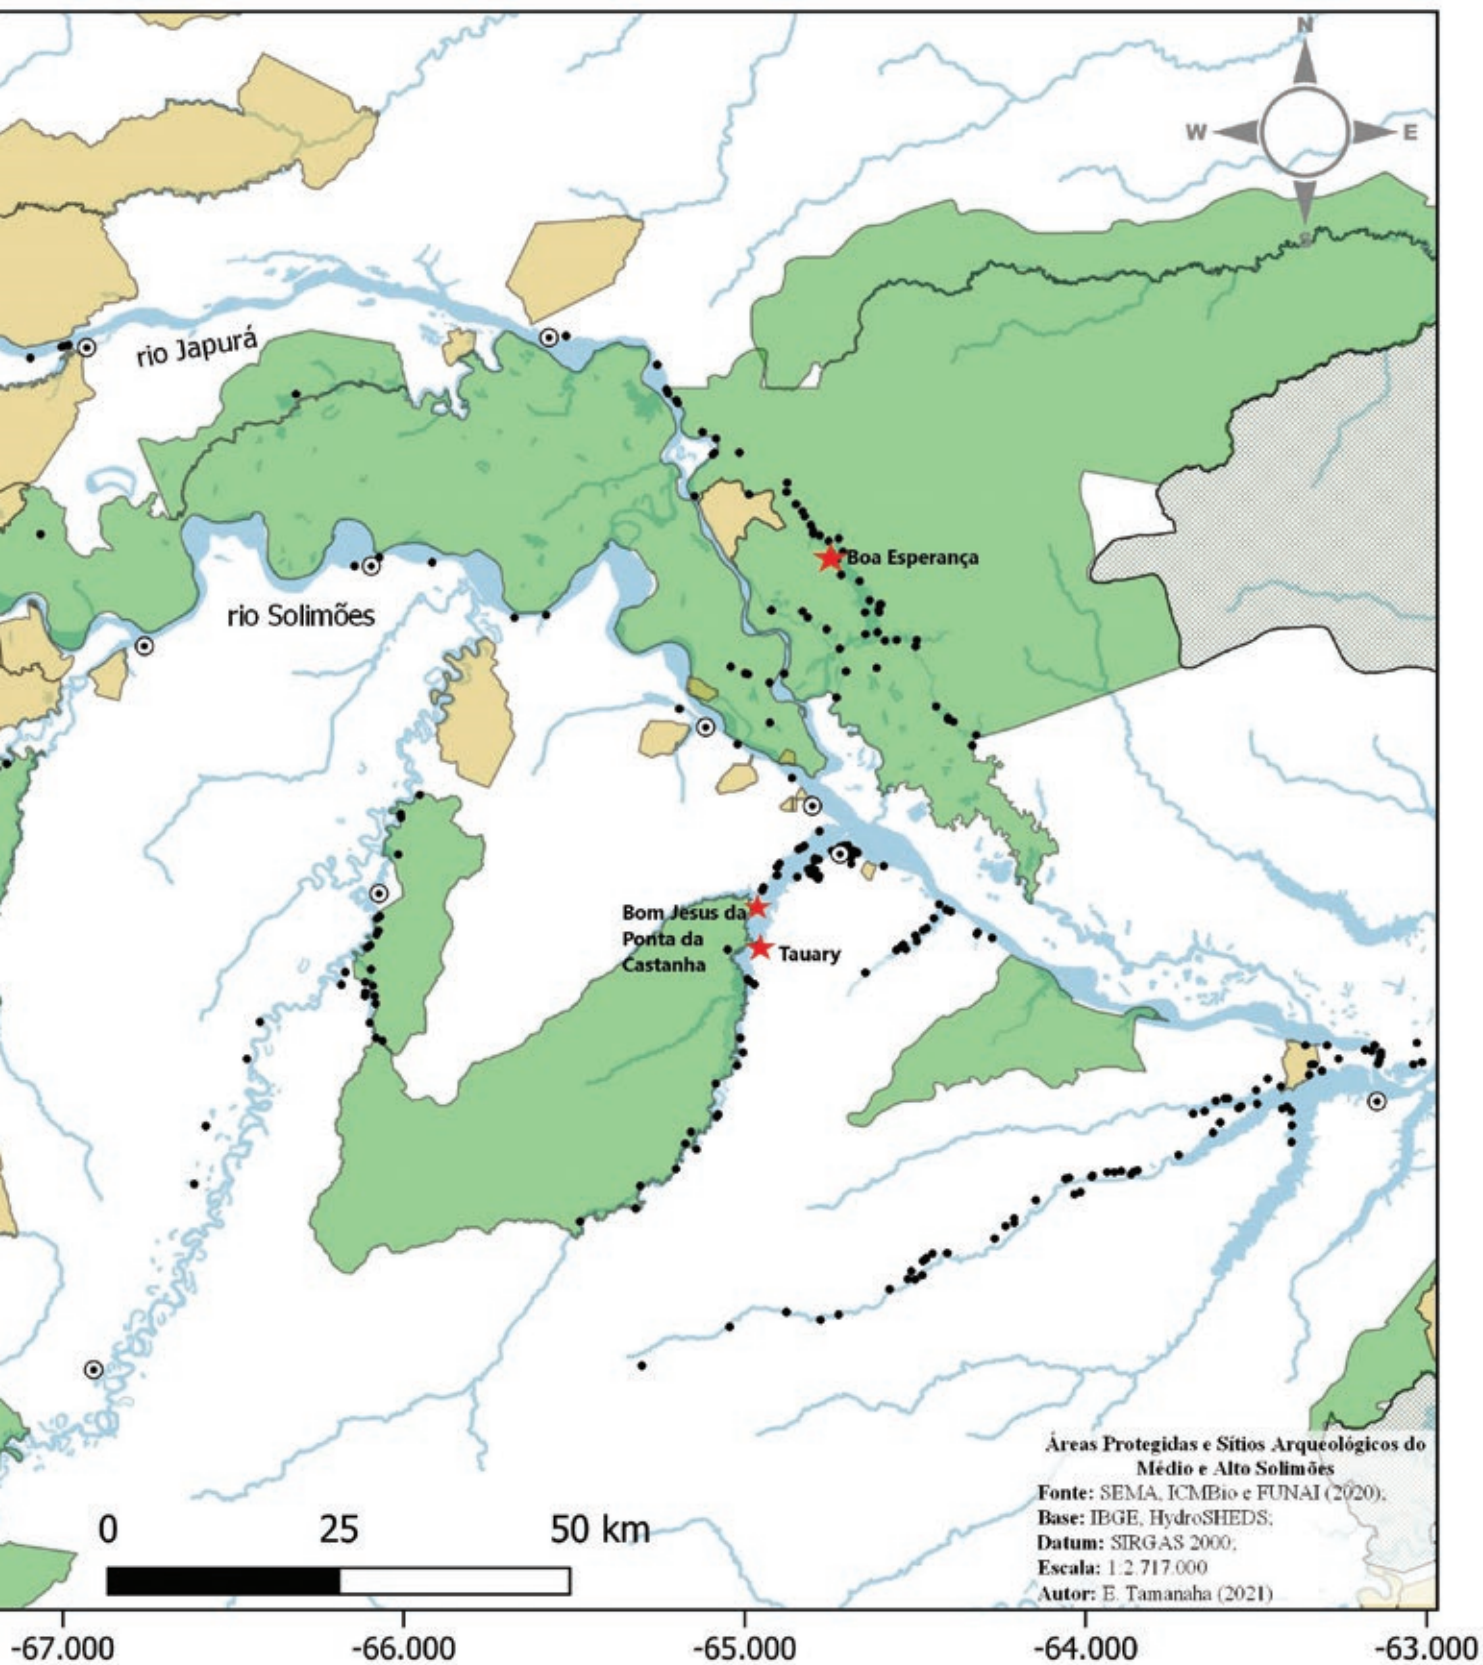 N
W
E
S
rio Japurá
Boa Esperança
rio Solimões
Bom Jesus da
Ponta da
Castanha
Tauary
Áreas Protegidas e Sítios Arqueológicos do
Médio e Alto Solimões
Fonte: SEMA, ICMBio e FUNAI (2020);
Base: IBGE, HydroSHEDS;
Datum: SIRGAS 2000;
Escala: 1:2.717.000
Autor: E. Tamanaha (2021)
0 25 50 km
-67.000 -66.000 -65.000 -64.000 -63.000